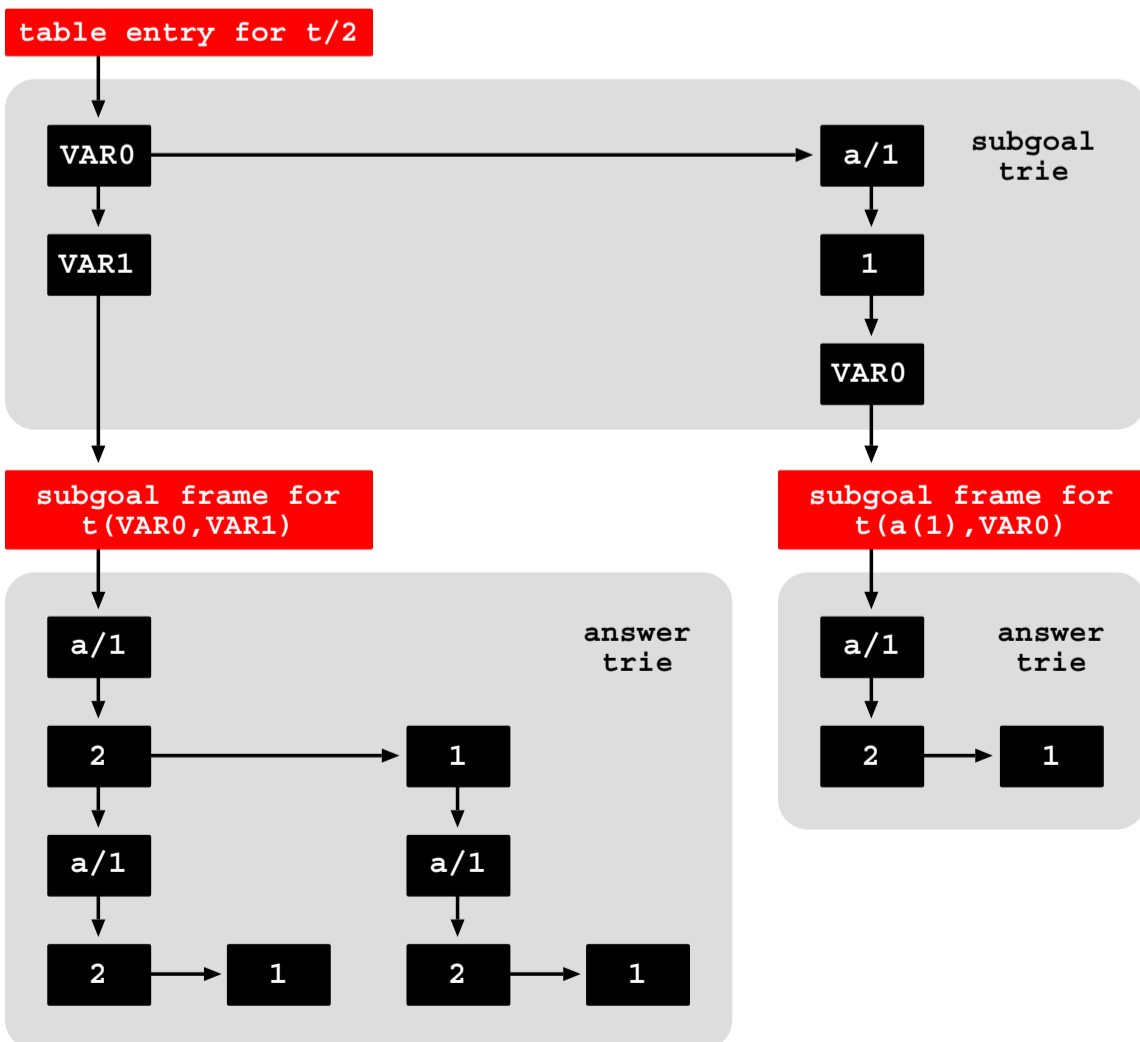 table entry for t/2
VAR0
a/1
subgoal
trie
VAR1
1
VAR0
subgoal frame for
t(VAR0,VAR1)
subgoal frame for
t(a(1),VAR0)
a/1
answer
trie
a/1
answer
trie
2
1
2
1
a/1
a/1
2
1
2
1